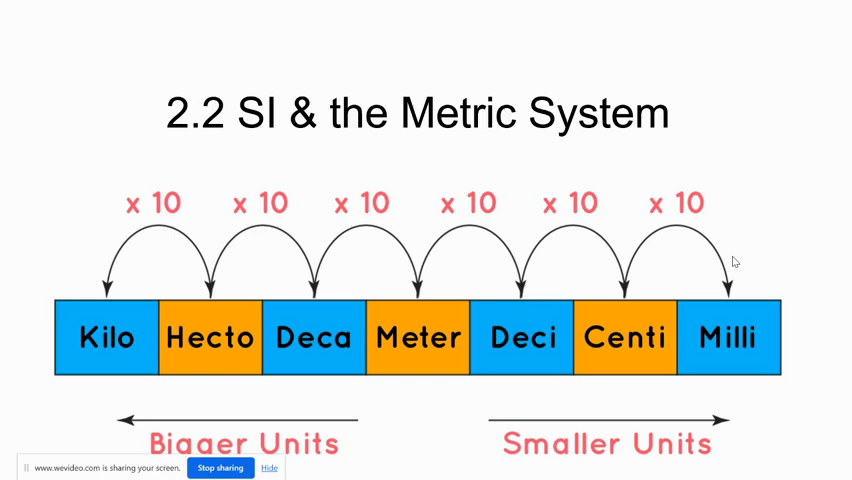 2.2 SI & the Metric System
x 10 x 10 x 10 x 10 x 10 x 10
Kilo Hecto Deca Meter Deci Centi Milli
Bigger Units Smaller Units
www.wevideo.com is sharing your screen. Stop sharing Hide